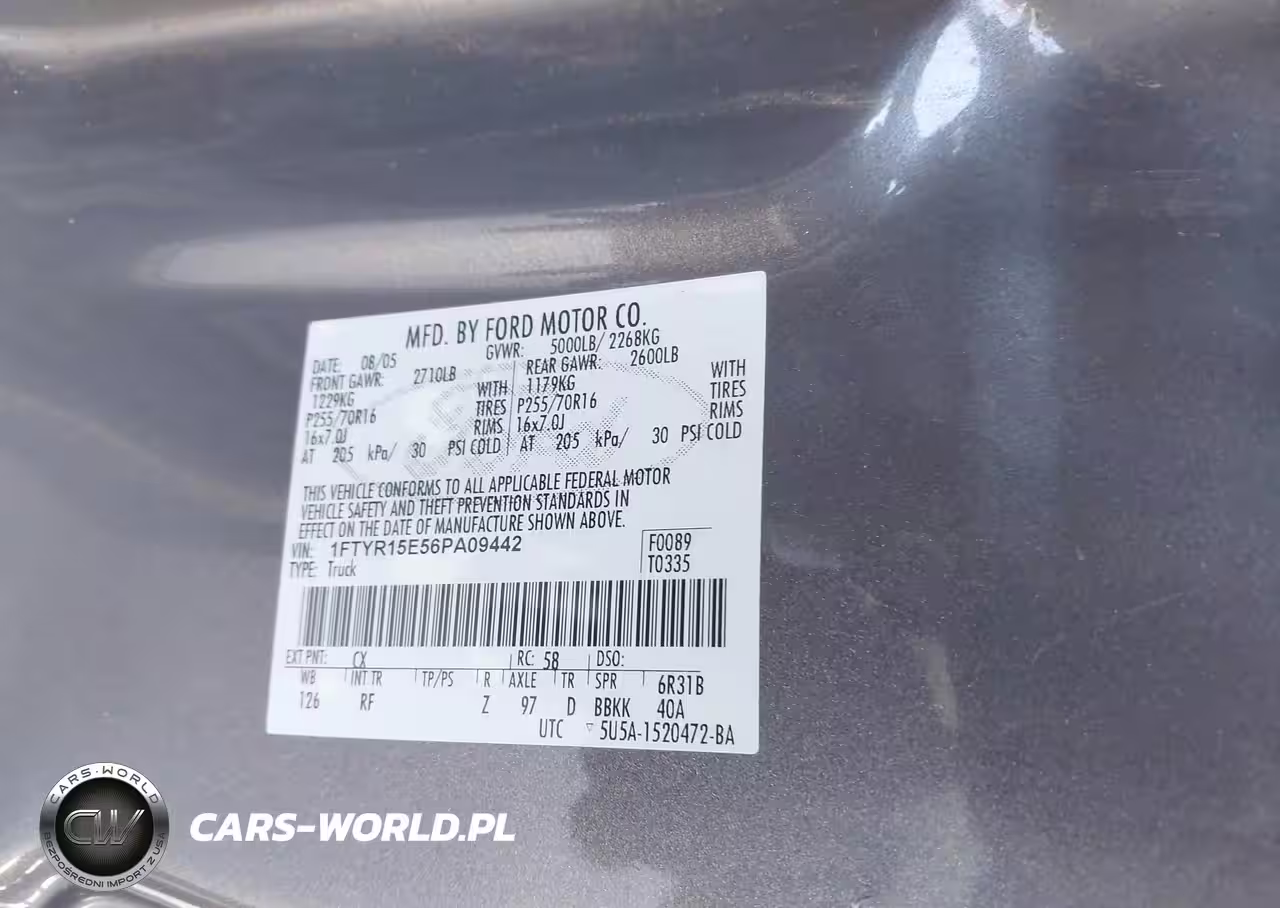 MFD. BY FORD MOTOR CO.
DATE: 08/05 GVWR: 5000LB/ 2268KG
FRONT GAWR: 2710LB REAR GAWR: 2600LB
1229KG WITH 1179KG WITH
P255/70R16 TIRES P255/70R16 TIRES
16x7.0J RIMS 16x7.0J RIMS
AT 205 kPa/ 30 PSI COLD AT 205 kPa/ 30 PSI COLD
THIS VEHICLE CONFORMS TO ALL APPLICABLE FEDERAL MOTOR
VEHICLE SAFETY AND THEFT PREVENTION STANDARDS IN
EFFECT ON THE DATE OF MANUFACTURE SHOWN ABOVE.
VIN: 1FTYR15E56PA09442 F0089
TYPE: Truck T0335
EXT PNT: CX RC: 58 DSO:
WB INT TR TP/PS R AXLE TR SPR 6R31B
126 RF Z 97 D BBKK 40A
UTC 5U5A-1520472-BA
CARS-WORLD
CW
BEZPOŚREDNI IMPORT Z USA
CARS-WORLD.PL